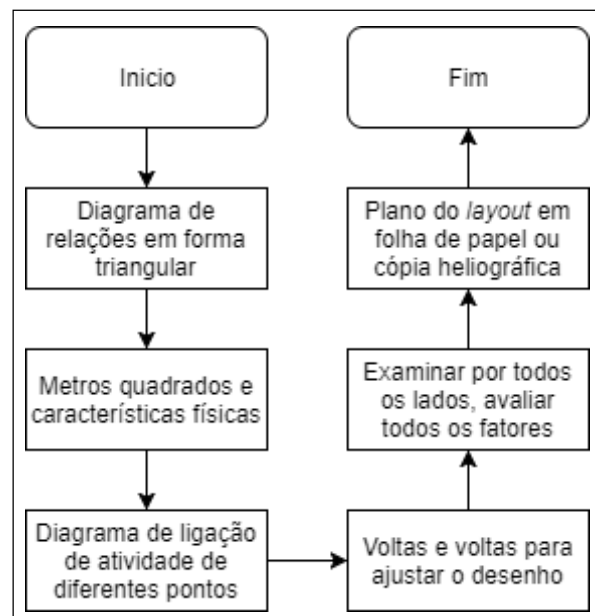 Inicio
Diagrama de
relações em forma
triangular
Metros quadrados e
características físicas
Diagrama de ligação
de atividade de
diferentes pontos
Voltas e voltas para
ajustar o desenho
Examinar por todos
os lados, avaliar
todos os fatores
Plano do layout em
folha de papel ou
cópia heliográfica
Fim